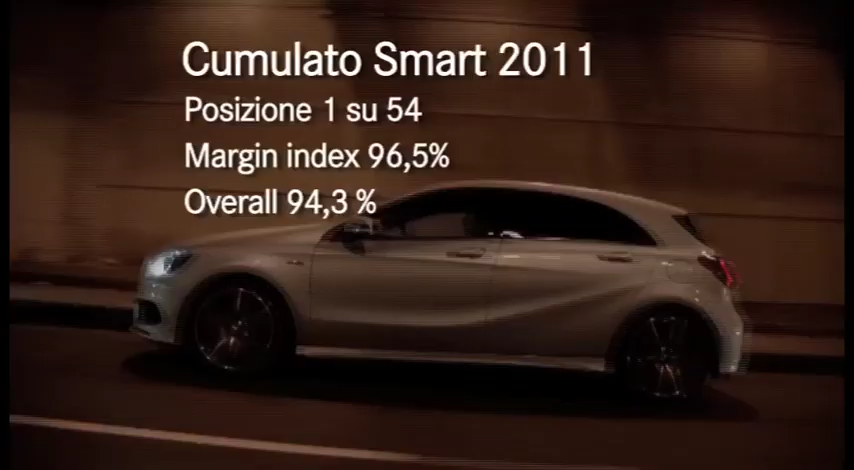 Cumulato Smart 2011
Posizione 1 su 54
Margin index 96,5%
Overall 94,3 %